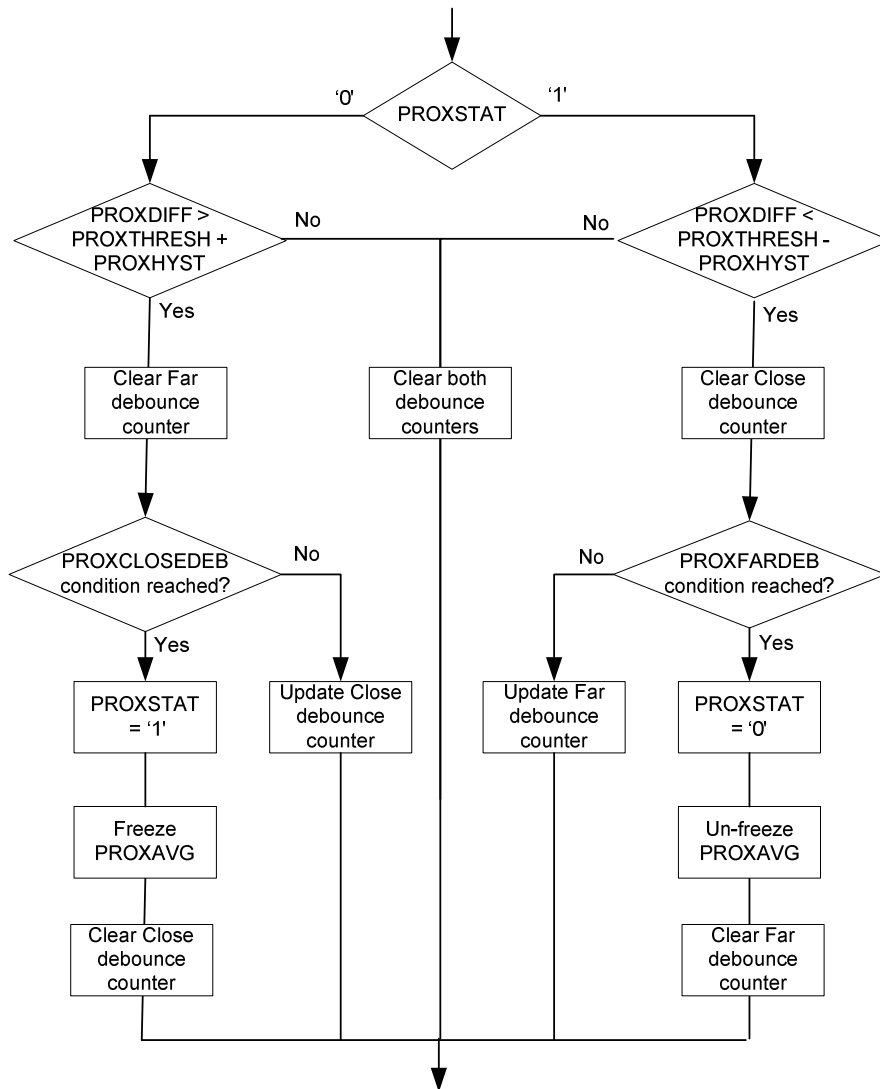 ‘0’
‘1’
PROXSTAT
PROXDIFF >
PROXTHRESH +
PROXHYST
No
No
PROXDIFF <
PROXTHRESH -
PROXHYST
Yes
Yes
Clear Far
debounce
counter
Clear both
debounce
counters
Clear Close
debounce
counter
PROXCLOSEDEB
condition reached?
No
No
PROXFARDEB
condition reached?
Yes
Yes
PROXSTAT
= ‘1’
Update Close
debounce
counter
Update Far
debounce
counter
PROXSTAT
= ‘0’
Freeze
PROXAVG
Un-freeze
PROXAVG
Clear Close
debounce
counter
Clear Far
debounce
counter